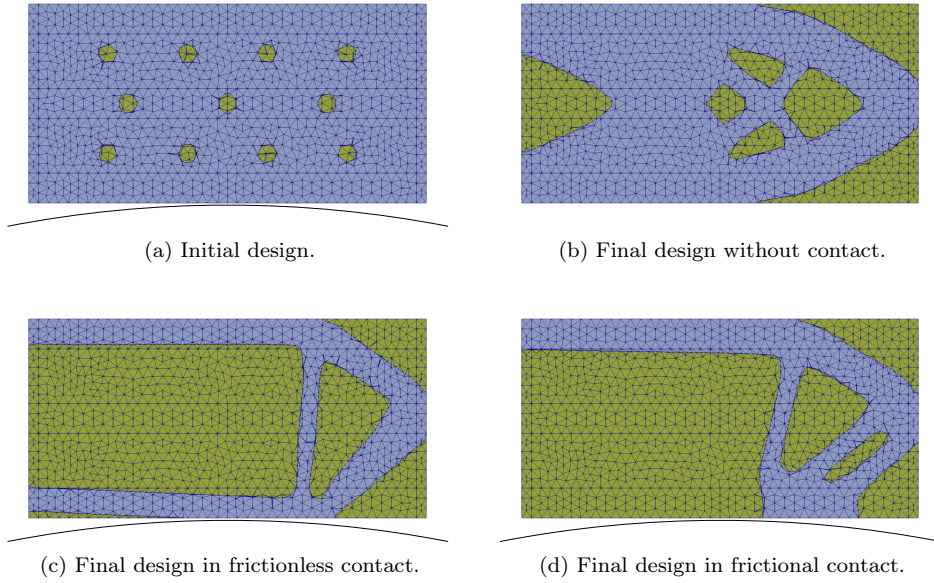 (a) Initial design.
(b) Final design without contact.
(c) Final design in frictionless contact.
(d) Final design in frictional contact.